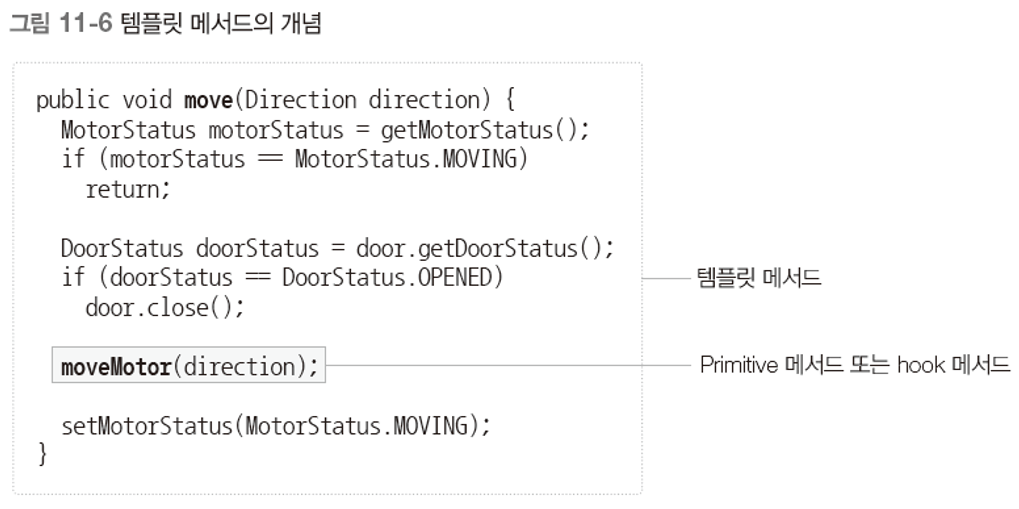 그림 11-6 템플릿 메서드의 개념
public void move(Direction direction) {
MotorStatus motorStatus = getMotorStatus();
if (motorStatus == MotorStatus.MOVING)
return;
DoorStatus doorStatus = door.getDoorStatus();
if (doorStatus == DoorStatus.OPENED)
door.close();
템플릿 메서드
moveMotor(direction);
Primitive 메서드 또는 hook 메서드
setMotorStatus(MotorStatus.MOVING);
}